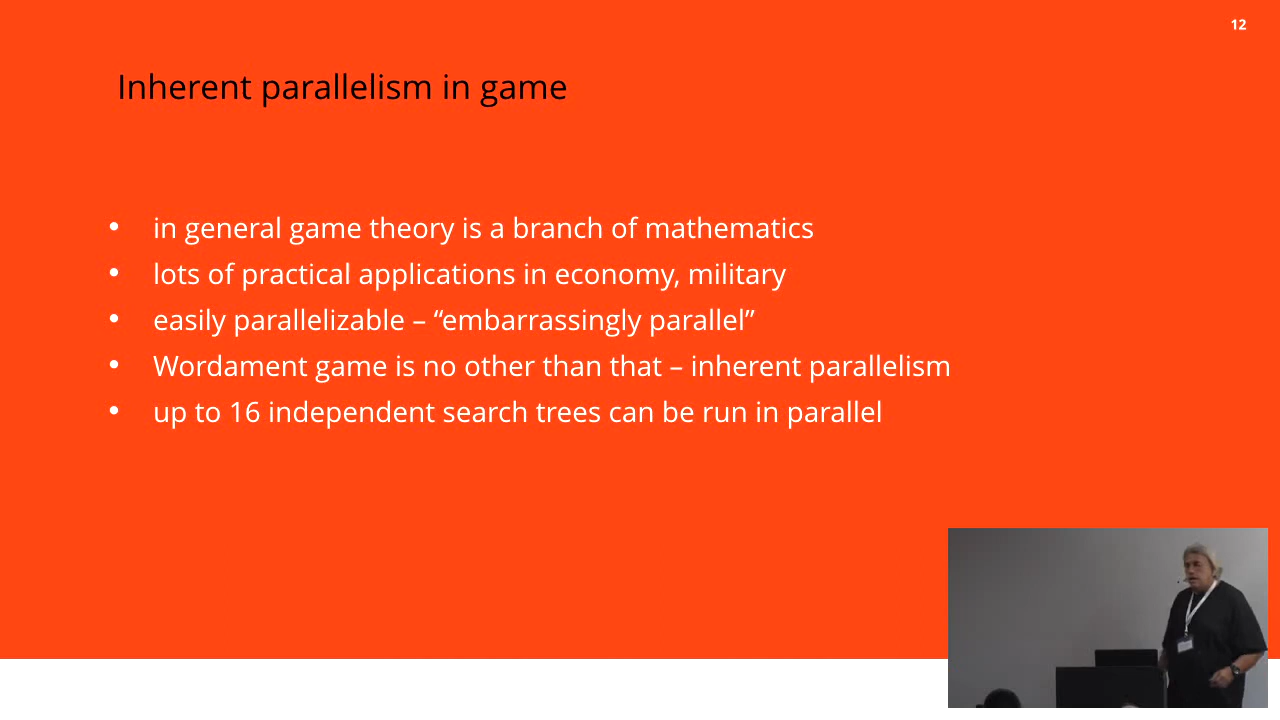 12
Inherent parallelism in game
• in general game theory is a branch of mathematics
• lots of practical applications in economy, military
• easily parallelizable – “embarrassingly parallel”
• Wordament game is no other than that – inherent parallelism
• up to 16 independent search trees can be run in parallel